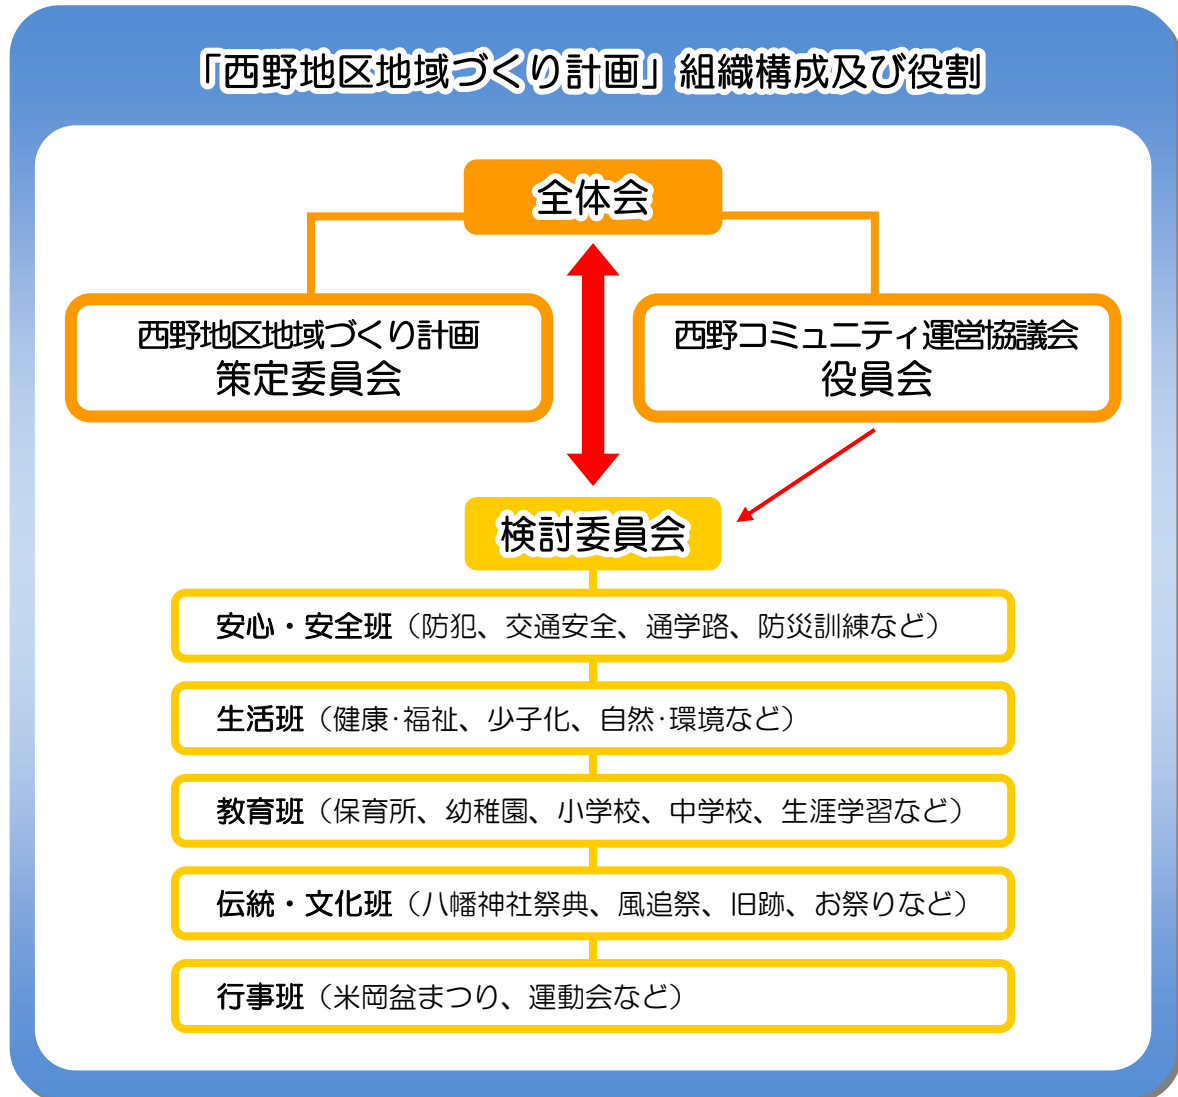 「西野地区地域づくり計画」組織構成及び役割
全体会
西野地区地域づくり計画
策定委員会
西野コミュニティ運営協議会
役員会
検討委員会
安心・安全班（防犯、交通安全、通学路、防災訓練など）
生活班（健康・福祉、少子化、自然・環境など）
教育班（保育所、幼稚園、小学校、中学校、生涯学習など）
伝統・文化班（八幡神社祭典、風追祭、旧跡、お祭りなど）
行事班（米岡盆まつり、運動会など）